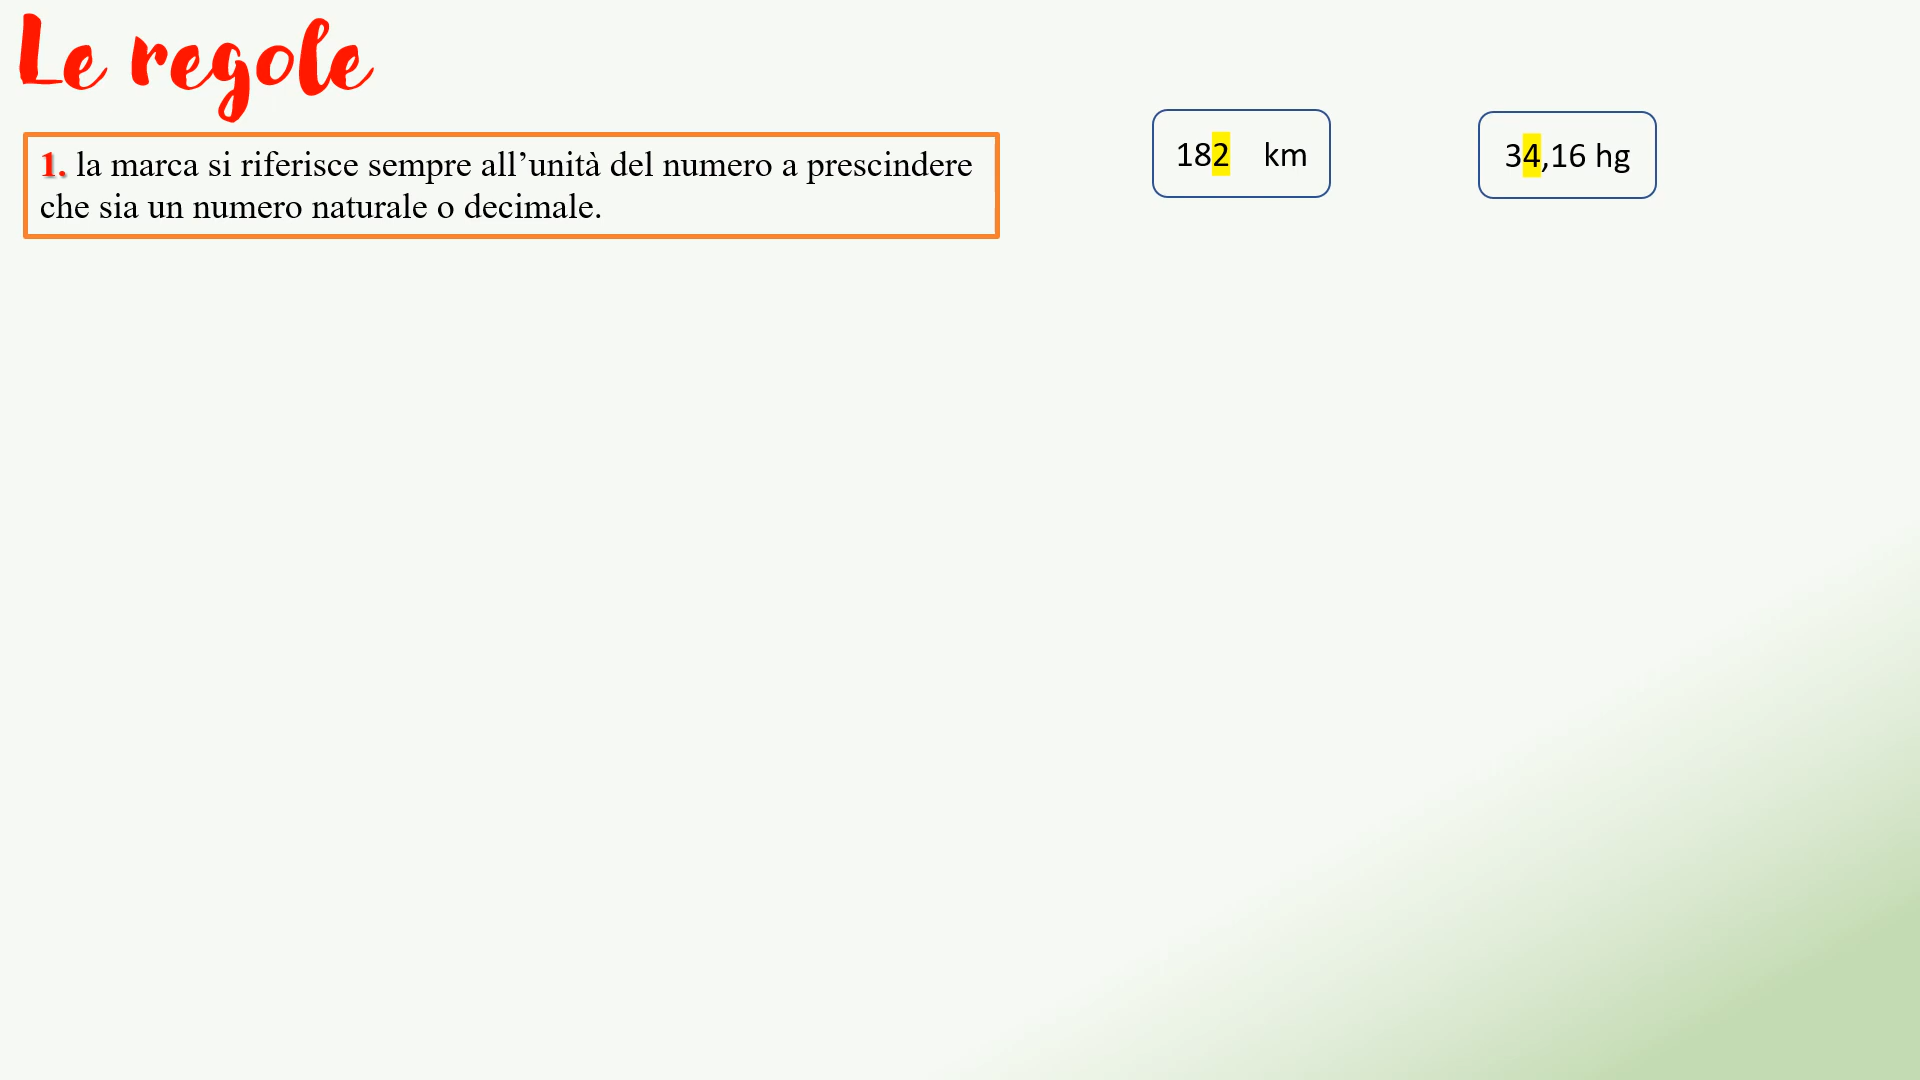 Le regole
1. la marca si riferisce sempre all’unità del numero a prescindere
che sia un numero naturale o decimale.
182 km
34,16 hg